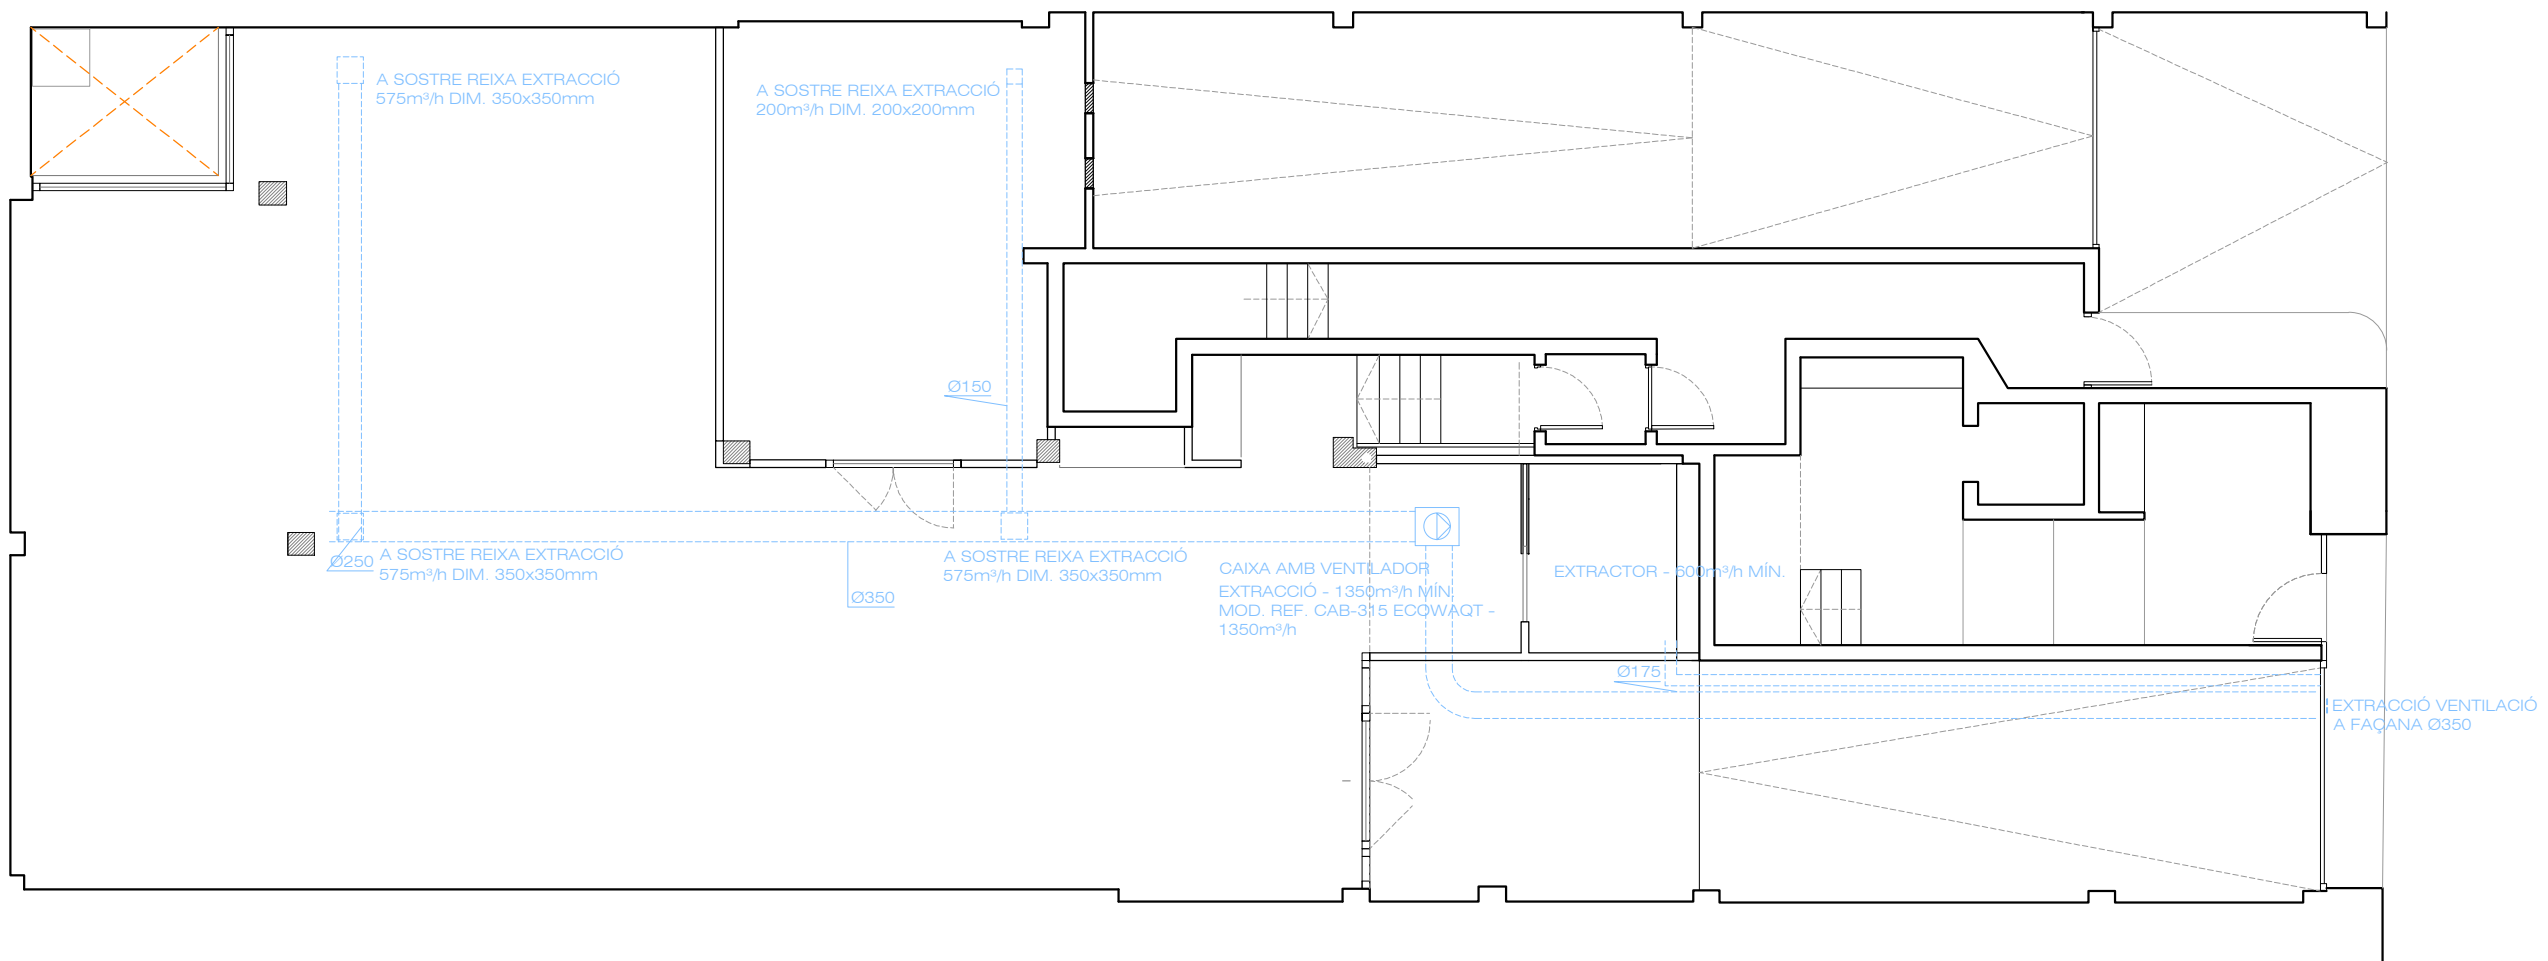 A SOSTRE REIXA EXTRACCIÓ
575m³/h DIM. 350x350mm
A SOSTRE REIXA EXTRACCIÓ
200m³/h DIM. 200x200mm
Ø150
Ø250
A SOSTRE REIXA EXTRACCIÓ
575m³/h DIM. 350x350mm
Ø350
A SOSTRE REIXA EXTRACCIÓ
575m³/h DIM. 350x350mm
CAIXA AMB VENTILADOR
EXTRACCIÓ - 1350m³/h MÍN.
MOD. REF. CAB-315 ECOWAQT -
1350m³/h
EXTRACTOR - 600m³/h MÍN.
Ø175
EXTRACCIÓ VENTILACIÓ
A FAÇANA Ø350